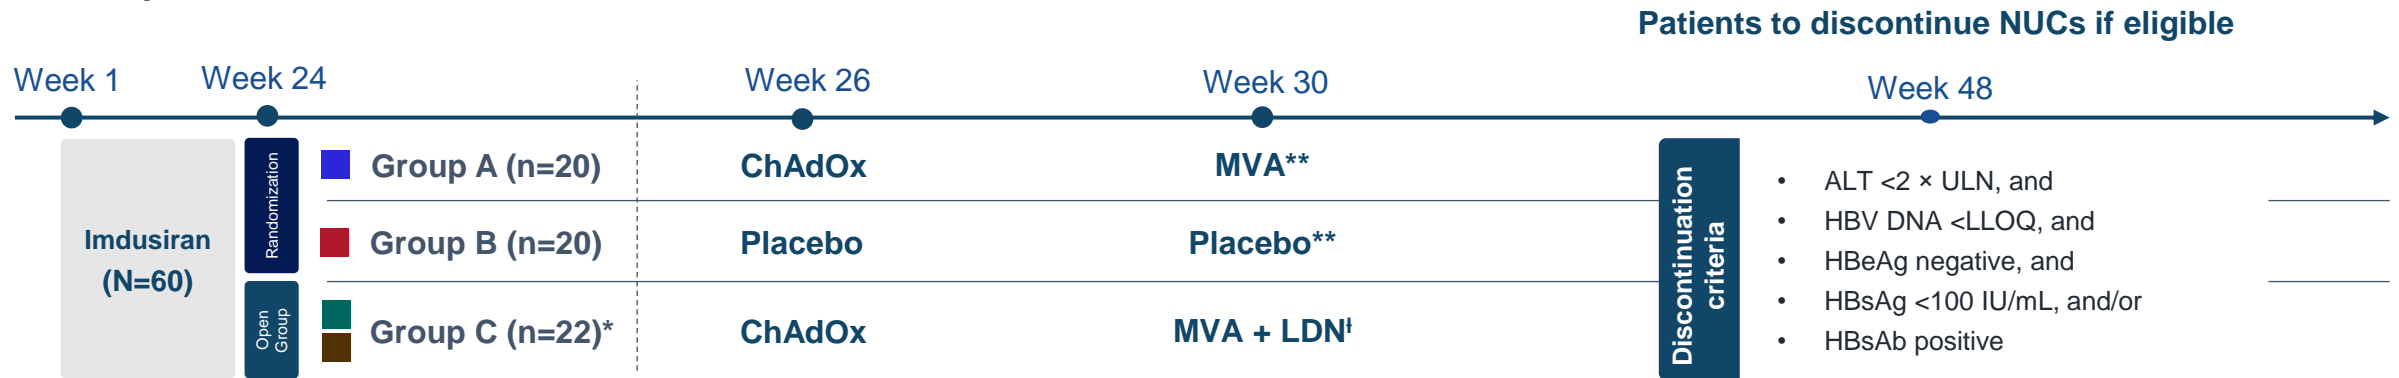 Patients to discontinue NUCs if eligible
Week 1
Week 24
Week 26
Week 30
Week 48
Imdusiran
(N=60)
Randomization
Open
Group
Group A (n=20)
ChAdOx
MVA**
Group B (n=20)
Placebo
Placebo**
Group C (n=22)*
ChAdOx
MVA + LDNƚ
Discontinuation
criteria
• ALT <2 × ULN, and
• HBV DNA <LLOQ, and
• HBeAg negative, and
• HBsAg <100 IU/mL, and/or
• HBsAb positive